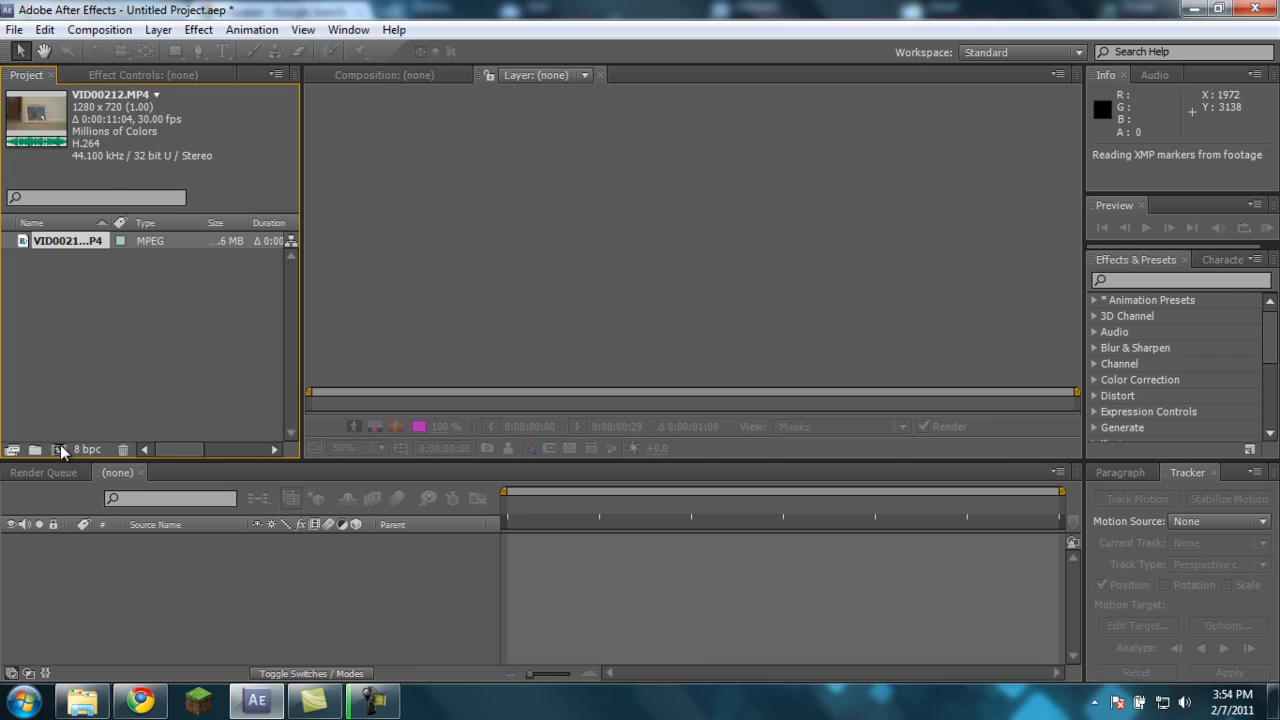 Adobe After Effects - Untitled Project.aep *
File Edit Composition Layer Effect Animation View Window Help
Workspace: Standard Search Help
Project Effect Controls: (none) Composition: (none) Layer: (none) Info Audio
VID00212.MP4
1280 x 720 (1.00)
Δ 0:00:11:04, 30.00 fps
Millions of Colors
H.264
44.100 kHz / 32 bit U / Stereo
R :
G :
B :
A : 0
X : 1972
Y : 3138
Reading XMP markers from footage
Preview
Name Type Size Duration
VID0021...P4 MPEG ....6 MB Δ 0:00
Effects & Presets Characte
* Animation Presets
3D Channel
Audio
Blur & Sharpen
Channel
Color Correction
Distort
Expression Controls
Generate
100 % 0:00:00:00 0:00:00:29 Δ 0:00:01:00 View: Masks Render
8 bpc 50% 0:00:00:00 +0.0
Render Queue (none) Paragraph Tracker
Track Motion Stabilize Motion
Motion Source: None
# Source Name fx Parent
Current Track: None
Track Type: Perspective c...
Position Rotation Scale
Motion Target:
Edit Target... Options...
Analyze:
Reset Apply
Toggle Switches / Modes
AE
3:54 PM
2/7/2011